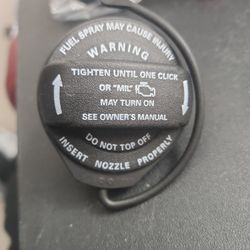 FUEL SPRAY MAY CAUSE INJURY
WARNING
TIGHTEN UNTIL ONE CLICK
OR "MIL"
MAY TURN ON
SEE OWNER'S MANUAL
DO NOT TOP OFF
INSERT NOZZLE PROPERLY